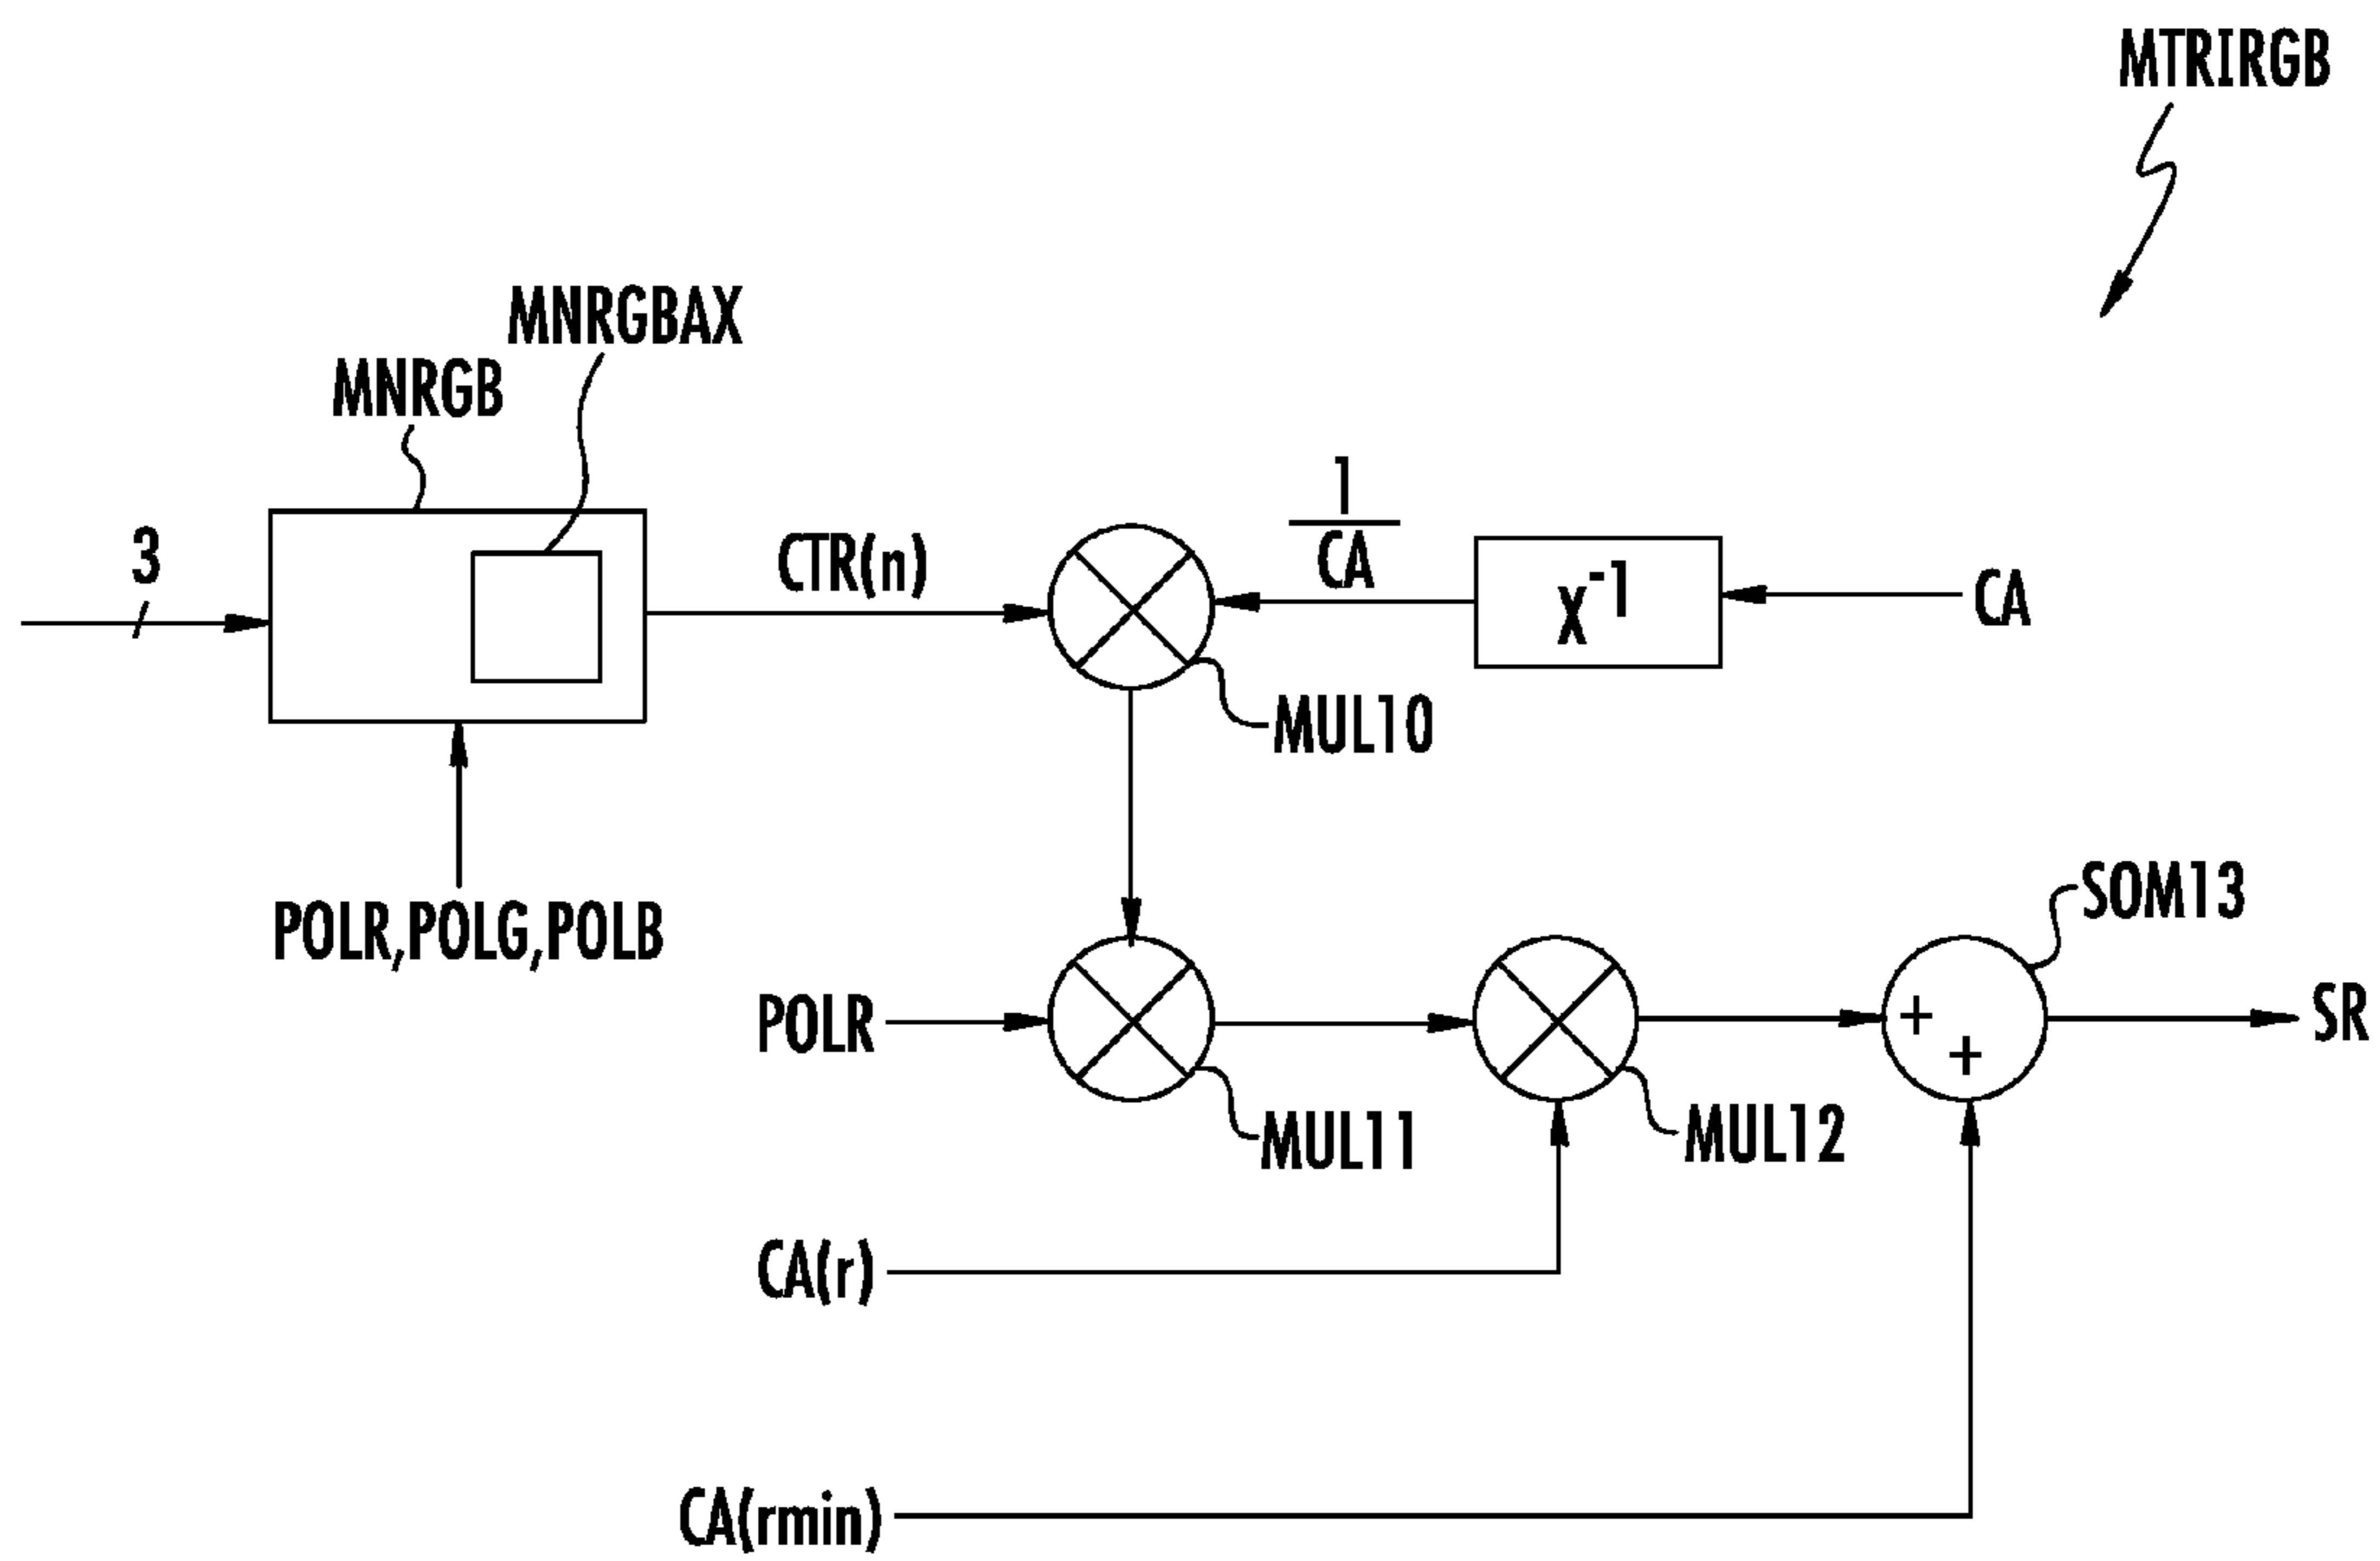 MTRIRGB
MNRGBAX
MNRGB
3
CTR(n)
1
CA
X⁻¹
CA
MUL10
POLR,POLG,POLB
SOM13
POLR
+
+
SR
MUL11
MUL12
CA(r)
CA(rmin)